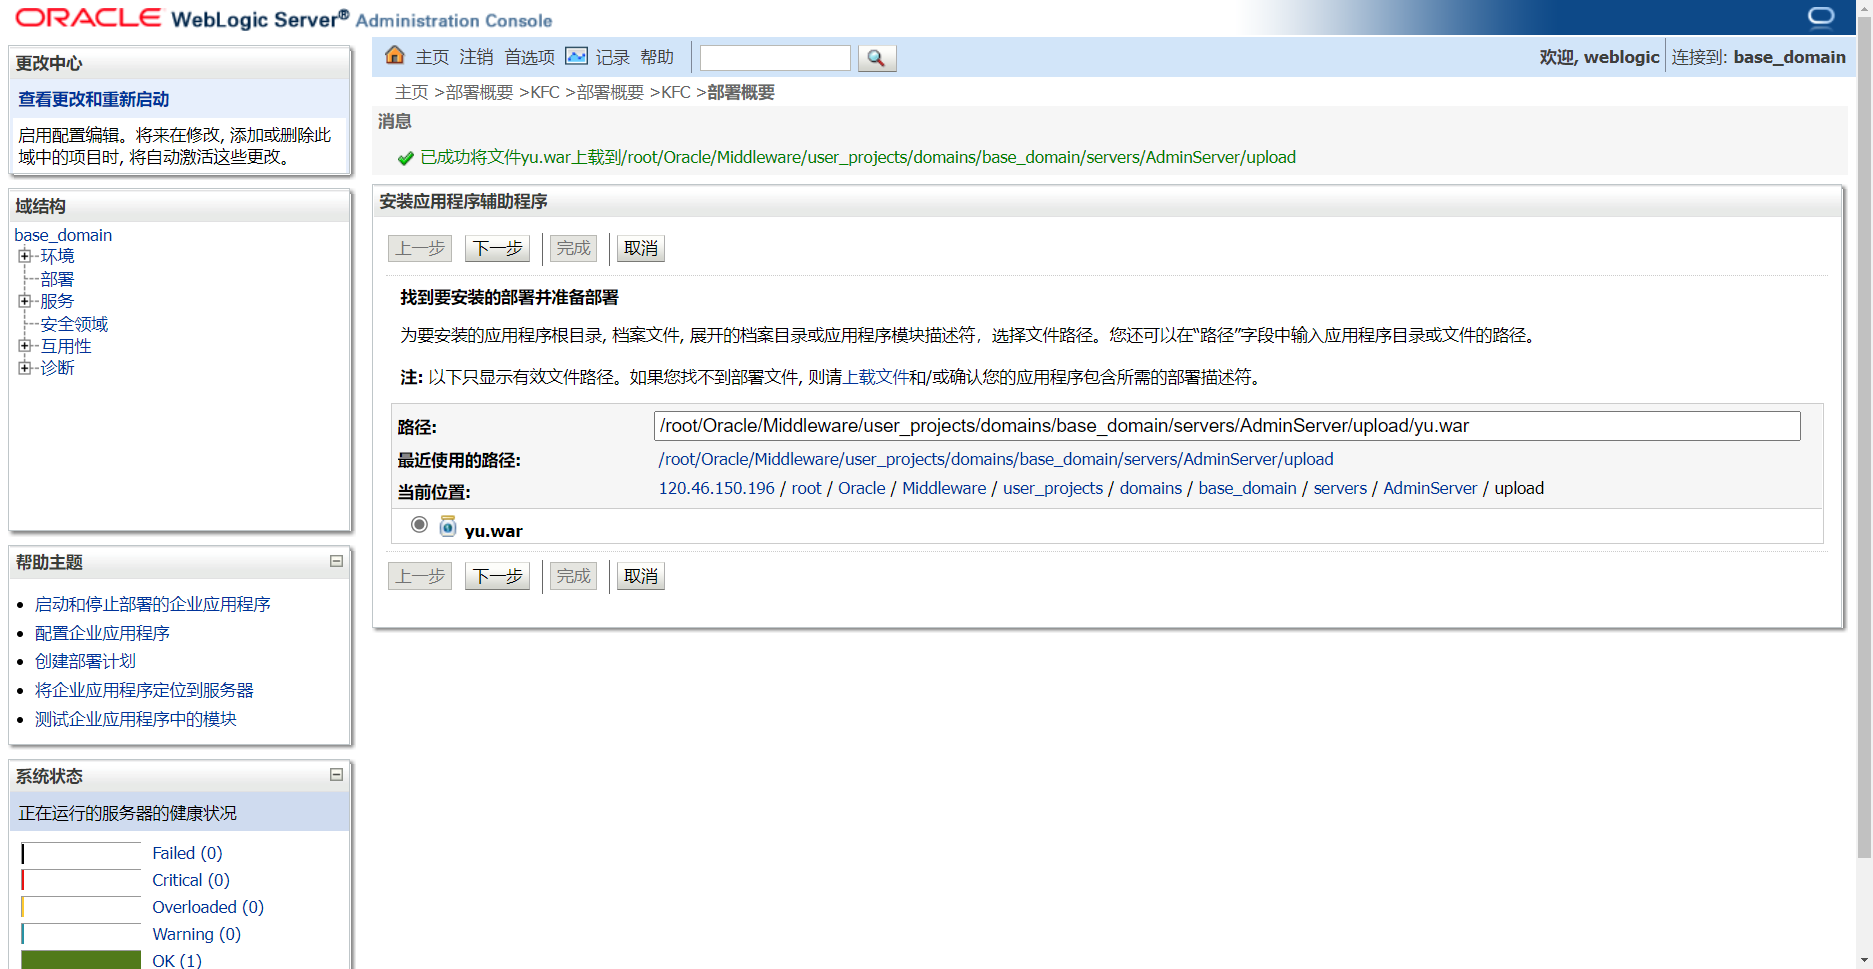 ORACLE WebLogic Server® Administration Console
更改中心
查看更改和重新启动
启用配置编辑。将来在修改, 添加或删除此
域中的项目时, 将自动激活这些更改。
域结构
base_domain
环境
部署
服务
安全领域
互用性
诊断
帮助主题
启动和停止部署的企业应用程序
配置企业应用程序
创建部署计划
将企业应用程序定位到服务器
测试企业应用程序中的模块
系统状态
正在运行的服务器的健康状况
Failed (0)
Critical (0)
Overloaded (0)
Warning (0)
OK (1)
主页 注销 首选项 记录 帮助
欢迎, weblogic 连接到: base_domain
主页 >部署概要 >KFC >部署概要 >KFC >部署概要
消息
已成功将文件yu.war上载到/root/Oracle/Middleware/user_projects/domains/base_domain/servers/AdminServer/upload
安装应用程序辅助程序
上一步 下一步 完成 取消
找到要安装的部署并准备部署
为要安装的应用程序根目录, 档案文件, 展开的档案目录或应用程序模块描述符，选择文件路径。您还可以在“路径”字段中输入应用程序目录或文件的路径。
注: 以下只显示有效文件路径。如果您找不到部署文件, 则请上载文件和/或确认您的应用程序包含所需的部署描述符。
路径: /root/Oracle/Middleware/user_projects/domains/base_domain/servers/AdminServer/upload/yu.war
最近使用的路径: /root/Oracle/Middleware/user_projects/domains/base_domain/servers/AdminServer/upload
当前位置: 120.46.150.196 / root / Oracle / Middleware / user_projects / domains / base_domain / servers / AdminServer / upload
yu.war
上一步 下一步 完成 取消